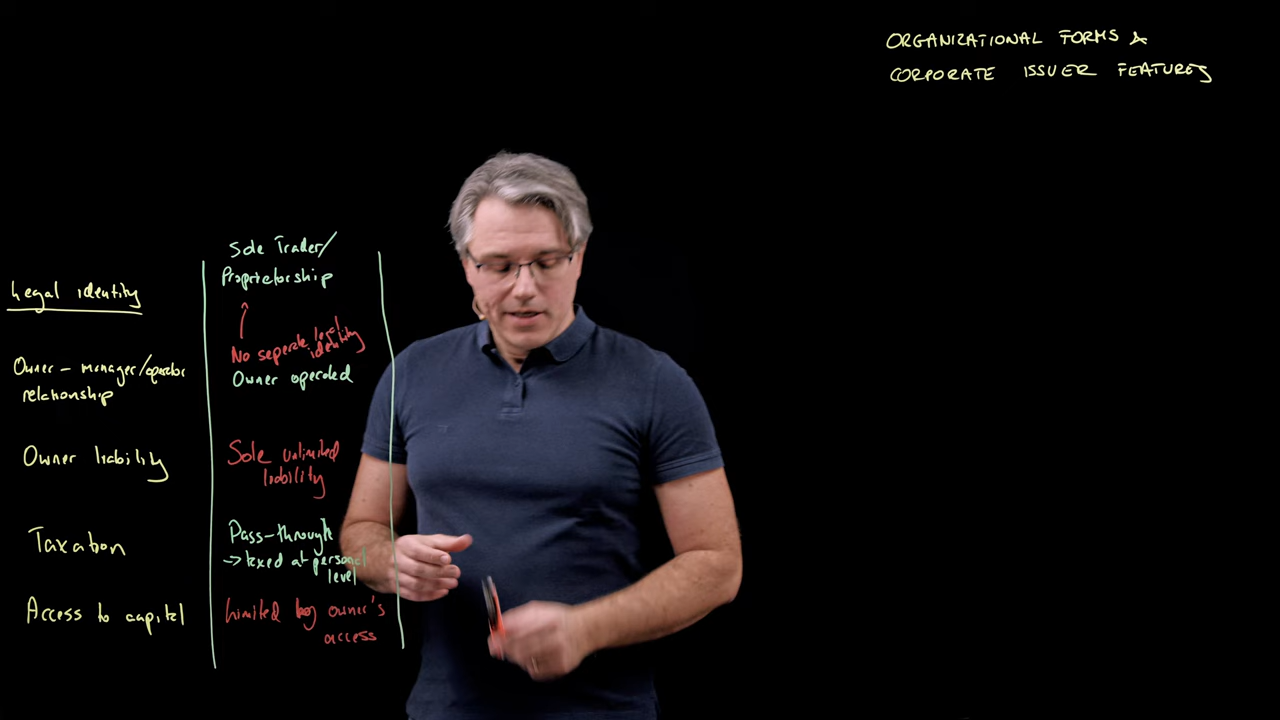 ORGANIZATIONAL FORMS &
CORPORATE ISSUER FEATURES
Sole Trader/
Proprietorship
Legal identity
No seperate legal
identity
Owner-manager/operator
relationship
Owner operated
Owner liability
Sole unlimited
liability
Taxation
Pass-through
-> taxed at personal
level
Access to capital
Limited by owner's
access